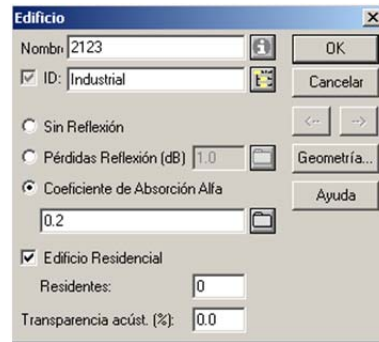 Edificio
Nombre 2123
OK
ID: Industrial
Cancelar
<-- -->
Sin Reflexión
Pérdidas Reflexión (dB) 1.0
Geometría...
Coeficiente de Absorción Alfa
Ayuda
0.2
Edificio Residencial
Residentes: 0
Transparencia acúst. (%): 0.0